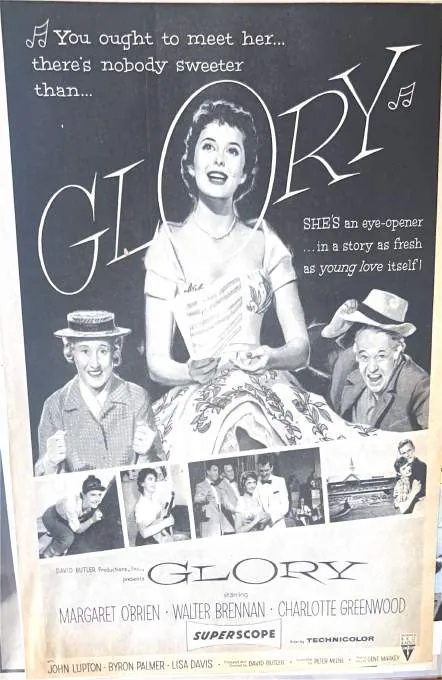 You ought to meet her...
there's nobody sweeter
than...
GLORY
SHE'S an eye-opener
...in a story as fresh
as young love itself!
DAVID BUTLER Productions, Inc.,
presents
GLORY
starring
MARGARET O'BRIEN · WALTER BRENNAN · CHARLOTTE GREENWOOD
SUPERSCOPE
TECHNICOLOR
with
JOHN LUPTON · BYRON PALMER · LISA DAVIS · DAVID BUTLER · PETER MILNE · GENE MARKEY